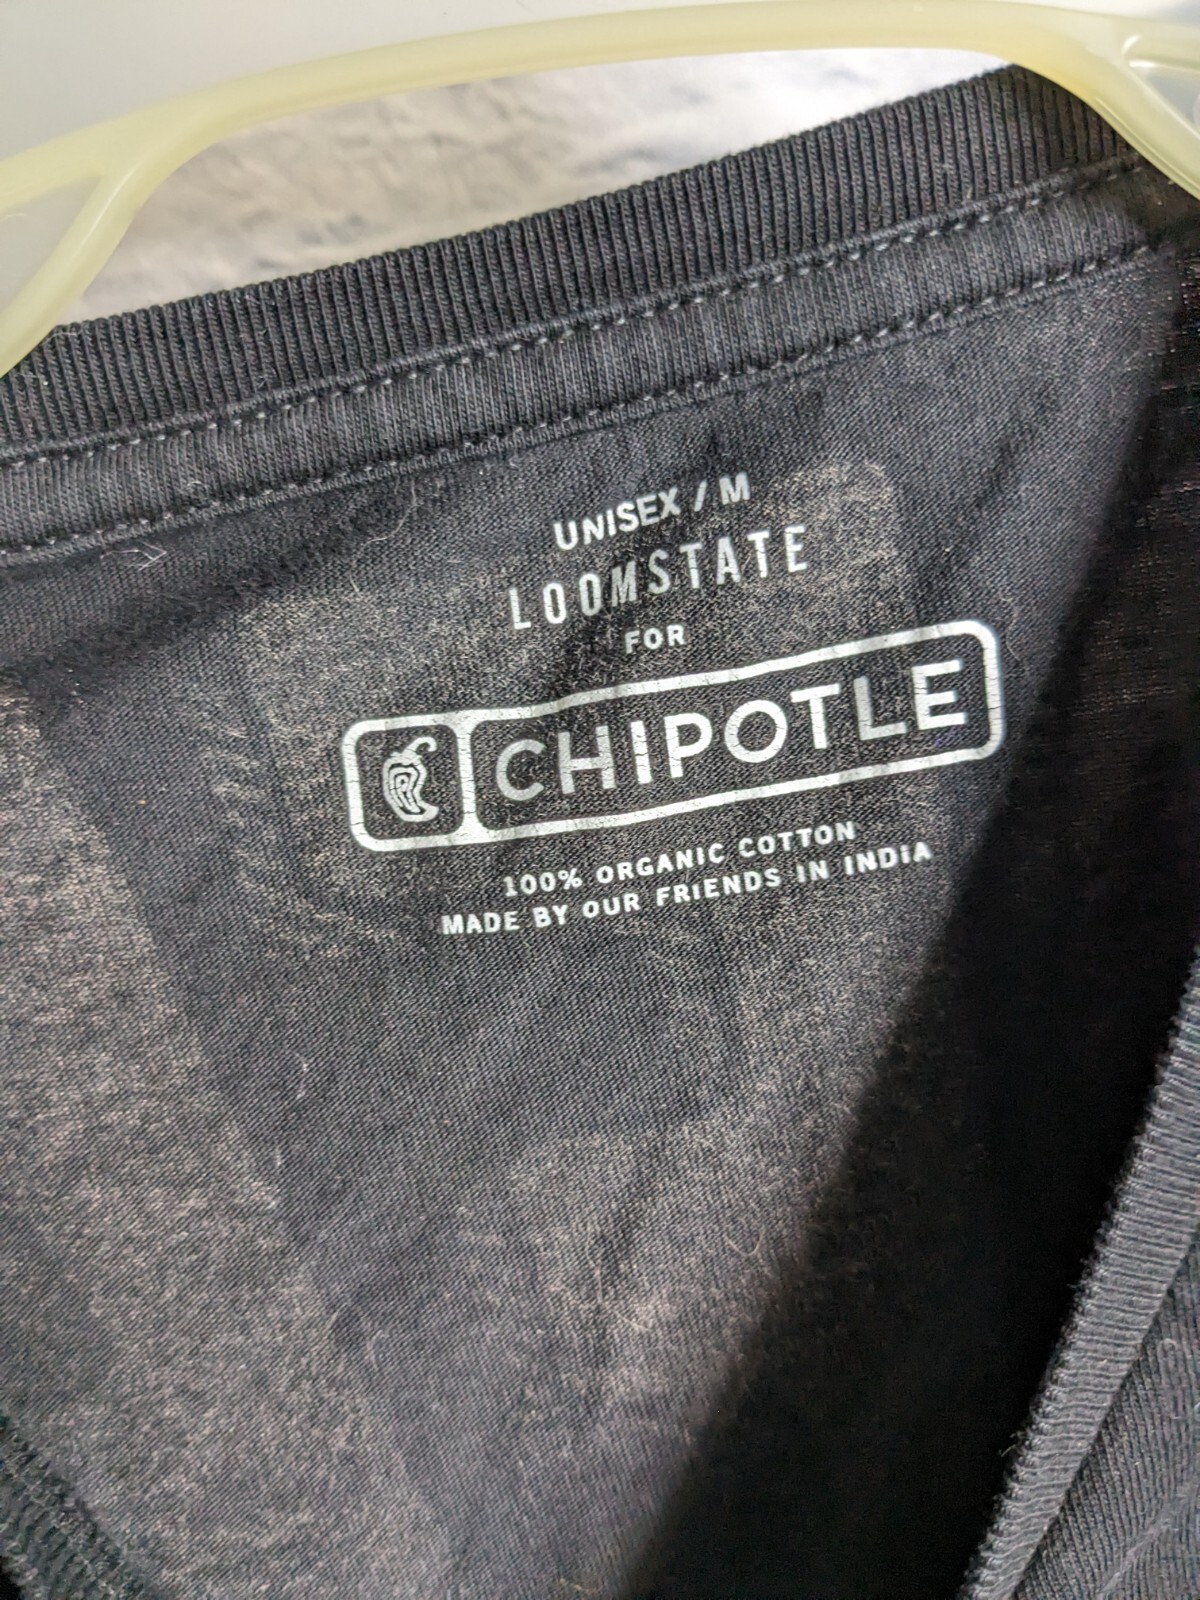 UNISEX / M
LOOMSTATE
FOR
CHIPOTLE
100% ORGANIC COTTON
MADE BY OUR FRIENDS IN INDIA